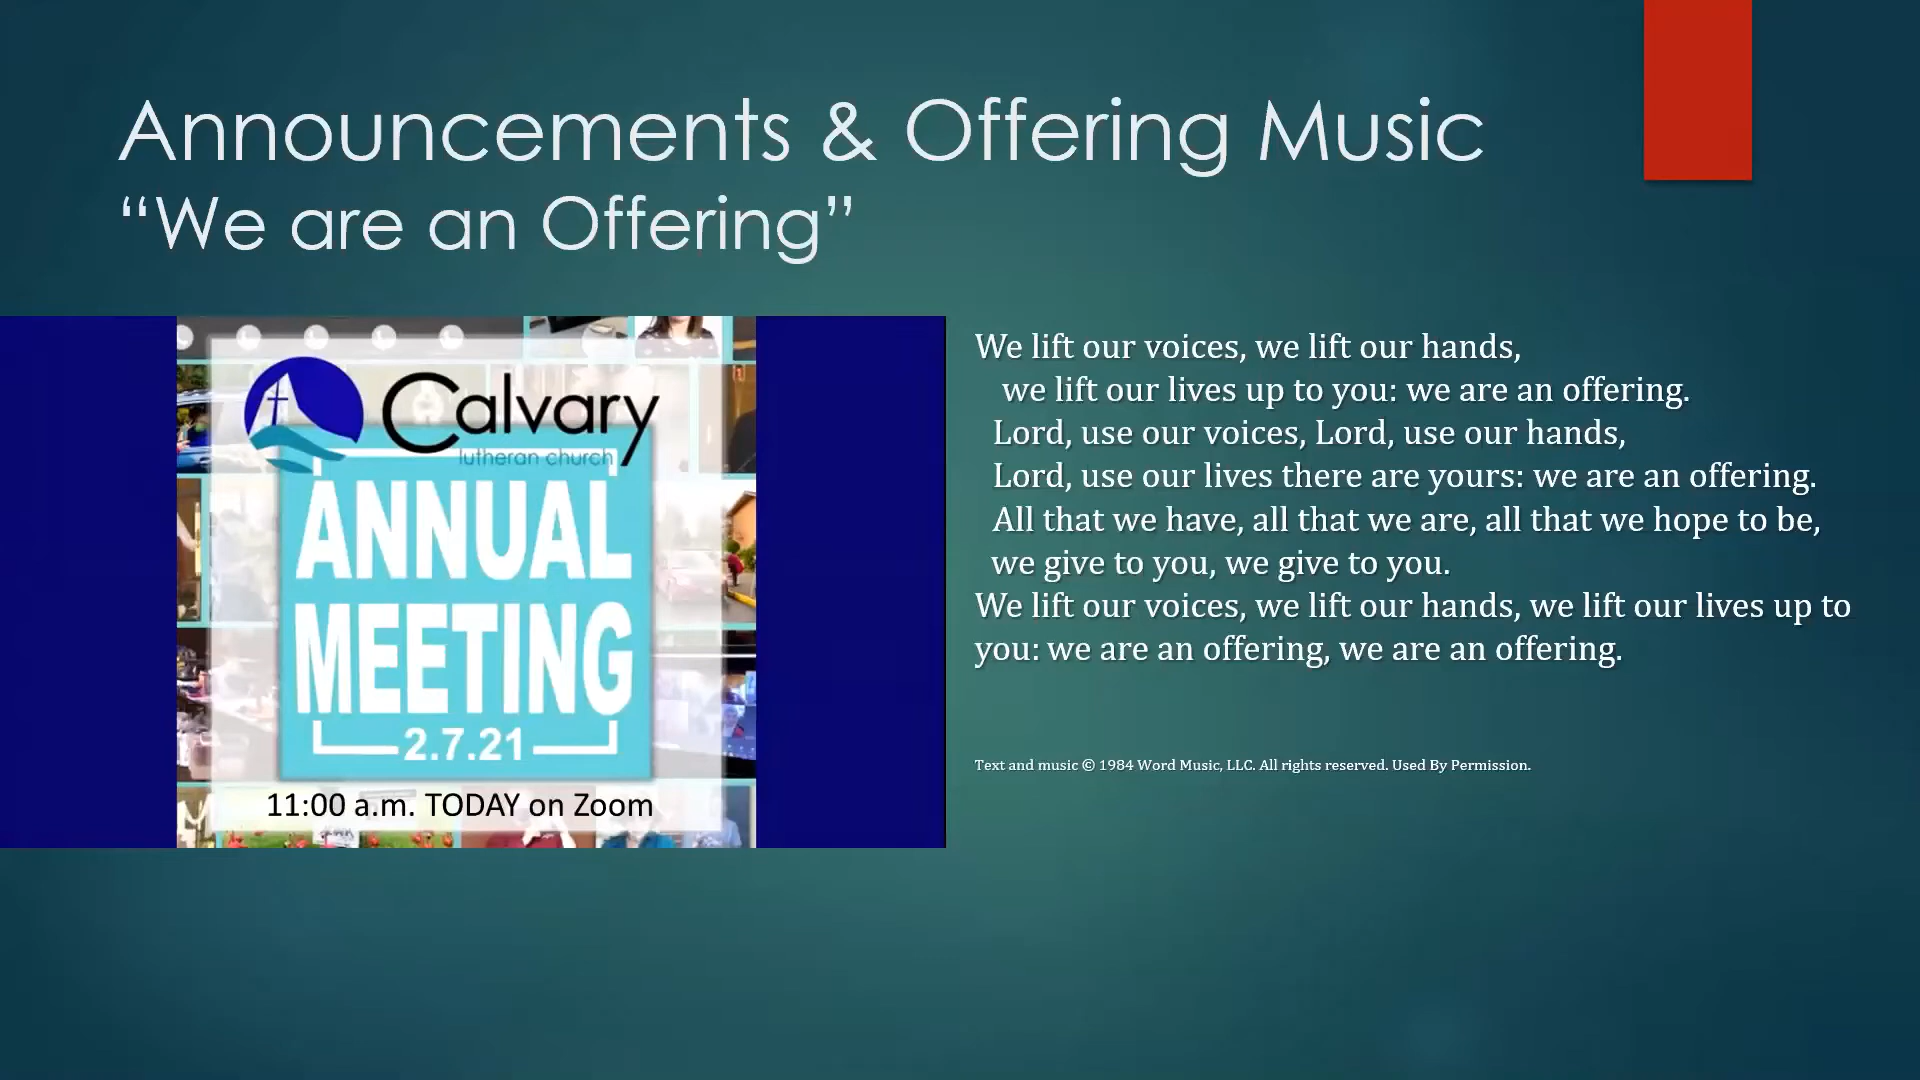 Announcements & Offering Music
“We are an Offering”
Calvary
lutheran church
ANNUAL
MEETING
2.7.21
11:00 a.m. TODAY on Zoom
We lift our voices, we lift our hands,
we lift our lives up to you: we are an offering.
Lord, use our voices, Lord, use our hands,
Lord, use our lives there are yours: we are an offering.
All that we have, all that we are, all that we hope to be,
we give to you, we give to you.
We lift our voices, we lift our hands, we lift our lives up to
you: we are an offering, we are an offering.
Text and music © 1984 Word Music, LLC. All rights reserved. Used By Permission.